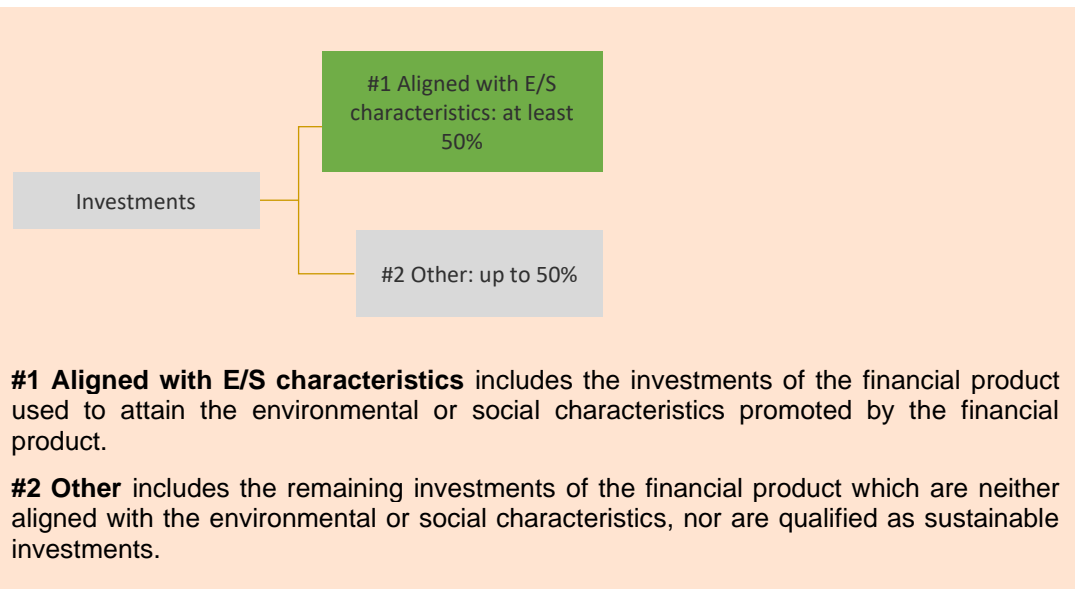 #1 Aligned with E/S
characteristics: at least
50%
Investments
#2 Other: up to 50%
#1 Aligned with E/S characteristics includes the investments of the financial product
used to attain the environmental or social characteristics promoted by the financial
product.
#2 Other includes the remaining investments of the financial product which are neither
aligned with the environmental or social characteristics, nor are qualified as sustainable
investments.